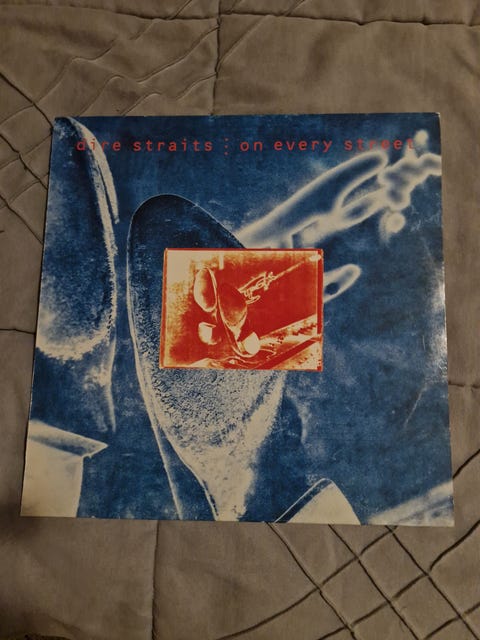 dire straits : on every street